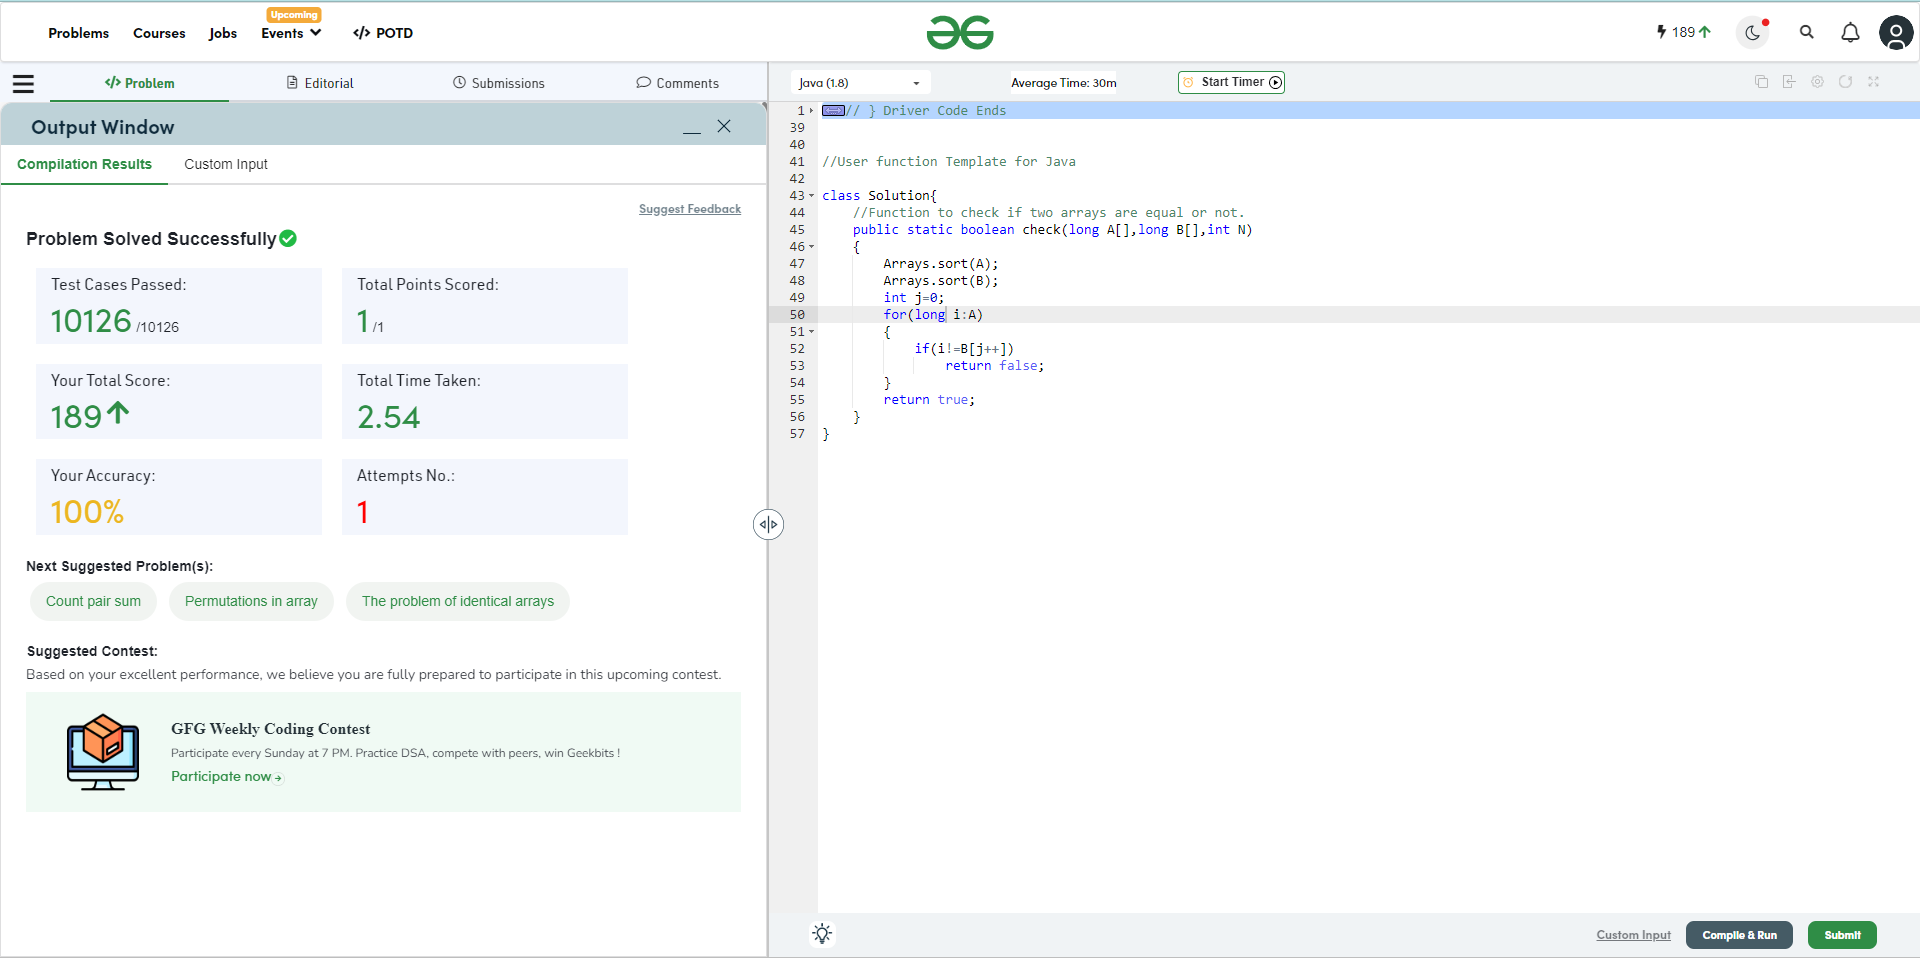 Problems Courses Jobs Upcoming Events </> POTD 189
</> Problem Editorial Submissions Comments
Output Window
Compilation Results Custom Input
Suggest Feedback
Problem Solved Successfully
Test Cases Passed: Total Points Scored:
10126 /10126 1 /1
Your Total Score: Total Time Taken:
189 2.54
Your Accuracy: Attempts No.:
100% 1
Next Suggested Problem(s):
Count pair sum Permutations in array The problem of identical arrays
Suggested Contest:
Based on your excellent performance, we believe you are fully prepared to participate in this upcoming contest.
GFG Weekly Coding Contest
Participate every Sunday at 7 PM. Practice DSA, compete with peers, win Geekbits !
Participate now
Java (1.8) Average Time: 30m Start Timer
1 // } Driver Code Ends
39
40
41 //User function Template for Java
42
43 class Solution{
44 //Function to check if two arrays are equal or not.
45 public static boolean check(long A[],long B[],int N)
46 {
47 Arrays.sort(A);
48 Arrays.sort(B);
49 int j=0;
50 for(long i:A)
51 {
52 if(i!=B[j++])
53 return false;
54 }
55 return true;
56 }
57 }
Custom Input Compile & Run Submit